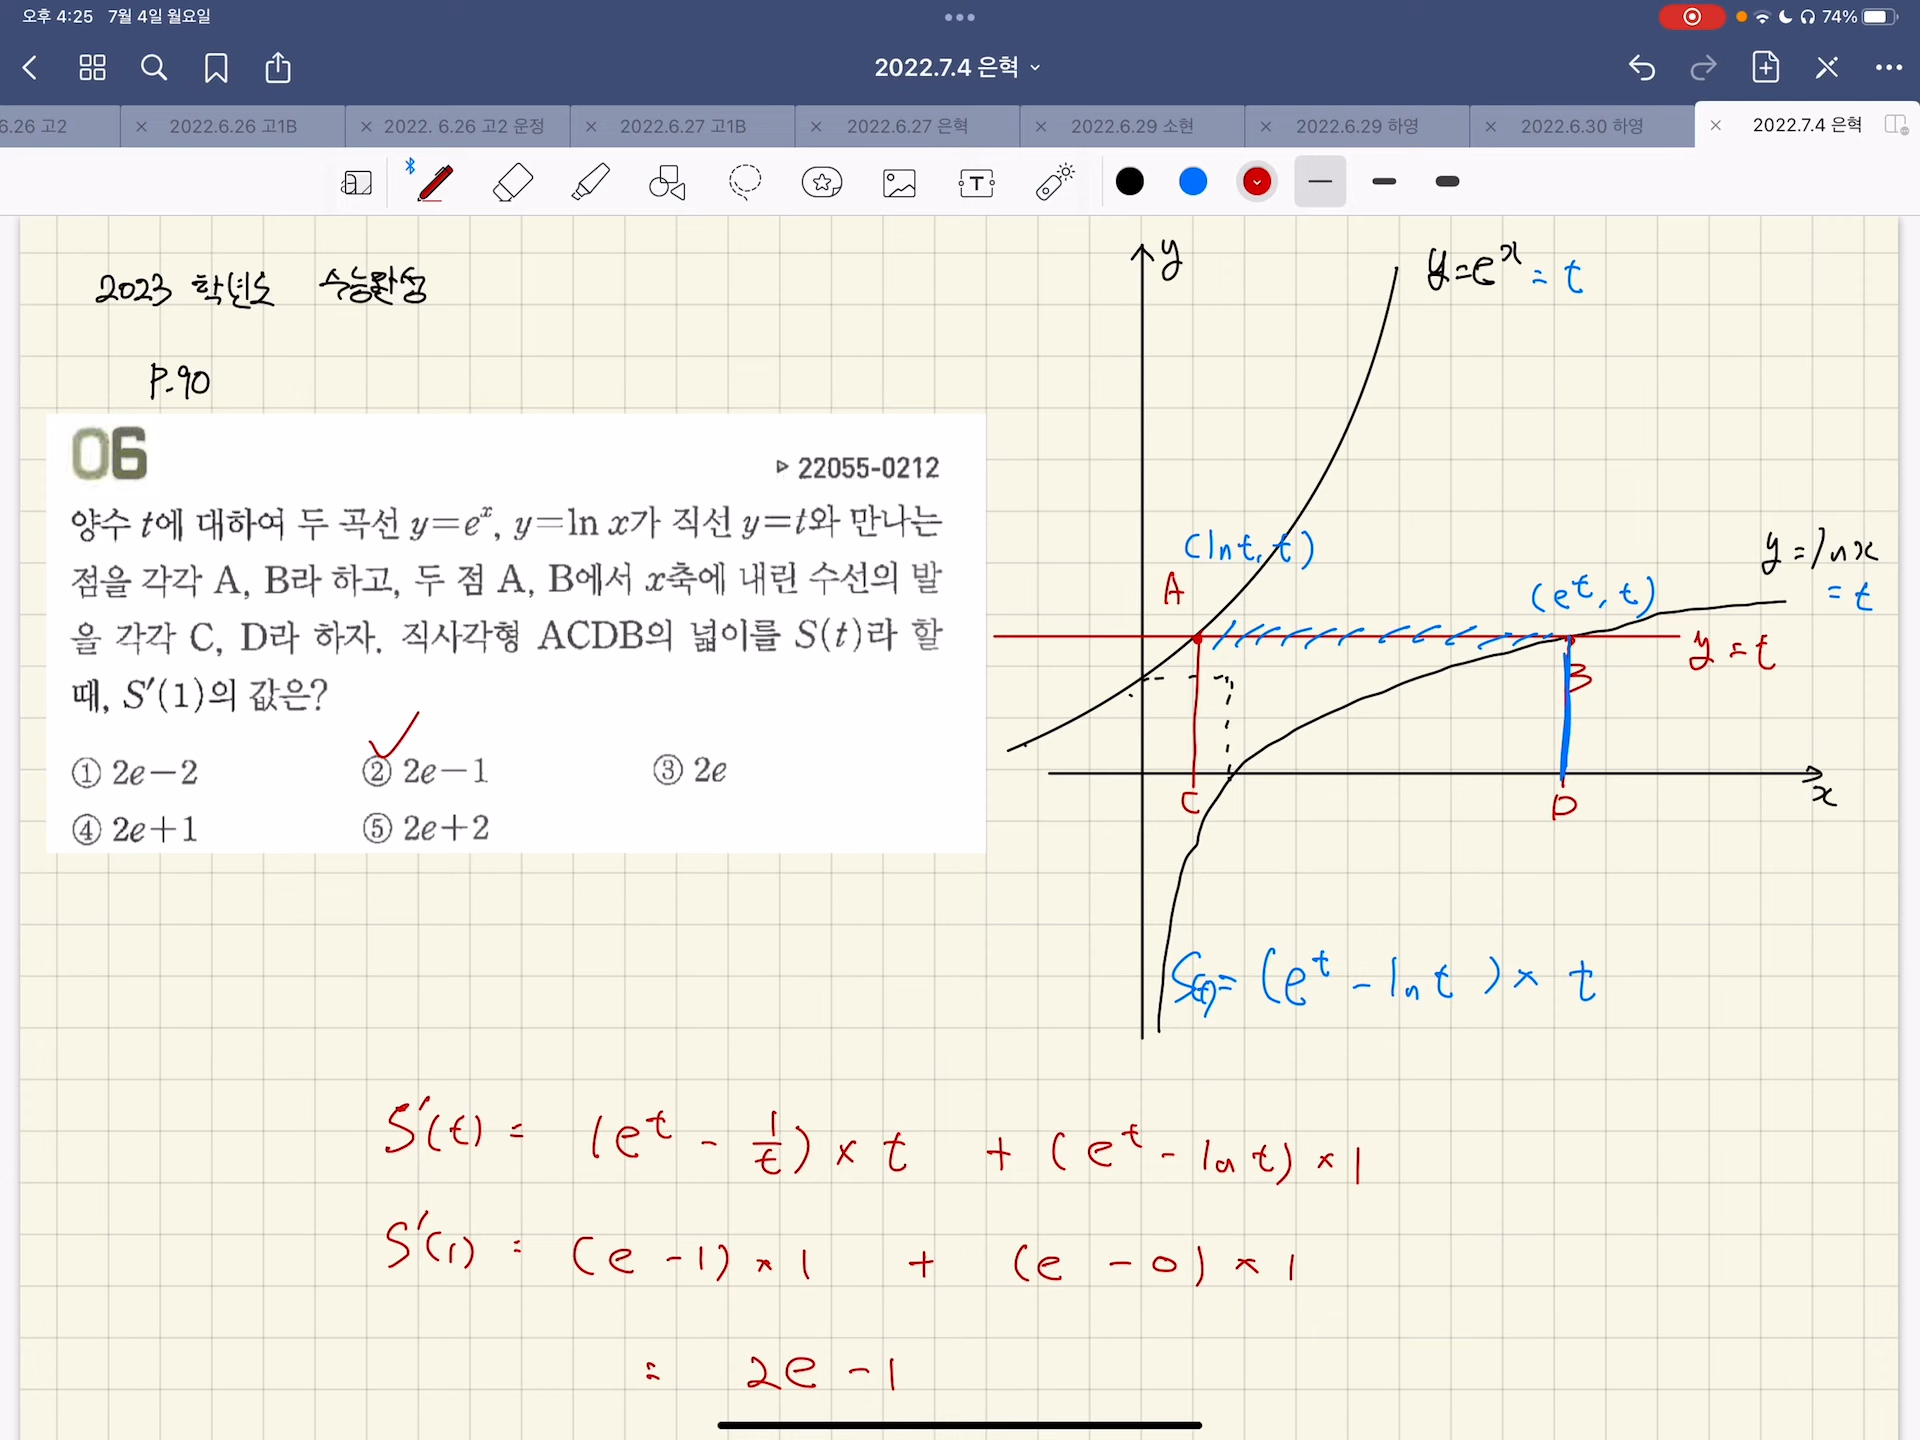 오후 4:25 7월 4일 월요일
74%
2022.7.4 은혁
6.26 고2
2022.6.26 고1B
2022. 6.26 고2 운정
2022.6.27 고1B
2022.6.27 은혁
2022.6.29 소현
2022.6.29 하영
2022.6.30 하영
2022.7.4 은혁
2023 학년도 수능완성
P.90
06
▷ 22055-0212
양수 t에 대하여 두 곡선 y=e^x, y=ln x가 직선 y=t와 만나는
점을 각각 A, B라 하고, 두 점 A, B에서 x축에 내린 수선의 발
을 각각 C, D라 하자. 직사각형 ACDB의 넓이를 S(t)라 할
때, S′(1)의 값은?
① 2e−2 ② 2e−1 ③ 2e
④ 2e+1 ⑤ 2e+2
y
y=e^x = t
(ln t, t)
A
y=lnx
= t
(e^t, t)
y=t
B
C
D
x
S(t)= (e^t - ln t) × t
S′(t) = (e^t - 1/t) × t + (e^t - ln t) × 1
S′(1) = (e - 1) × 1 + (e - 0) × 1
= 2e - 1